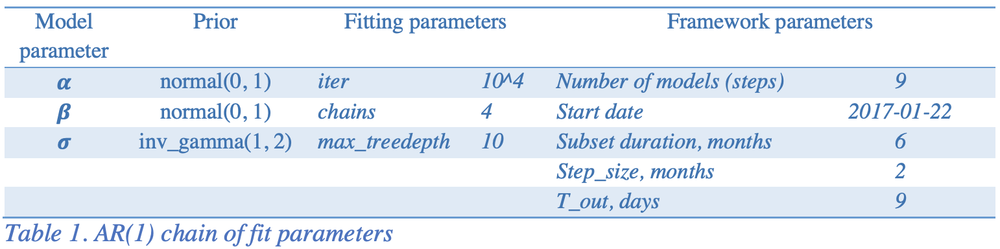 Model Prior Fitting parameters Framework parameters
parameter
α normal(0, 1) iter 10^4 Number of models (steps) 9
β normal(0, 1) chains 4 Start date 2017-01-22
σ inv_gamma(1, 2) max_treedepth 10 Subset duration, months 6
Step_size, months 2
T_out, days 9
Table 1. AR(1) chain of fit parameters